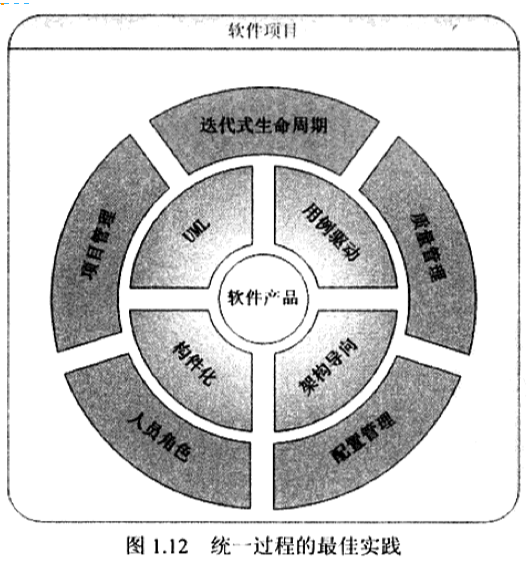 软件项目
迭代式生命周期
项目管理
质量管理
UML
用例驱动
软件产品
构件化
架构导向
人员角色
配置管理
图 1.12 统一过程的最佳实践